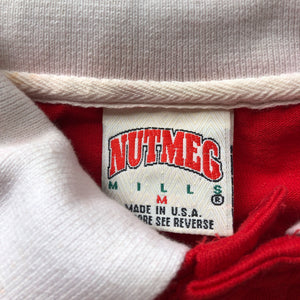 NUTMEG
MILLS
M ®
MADE IN U.S.A.
SEE REVERSE